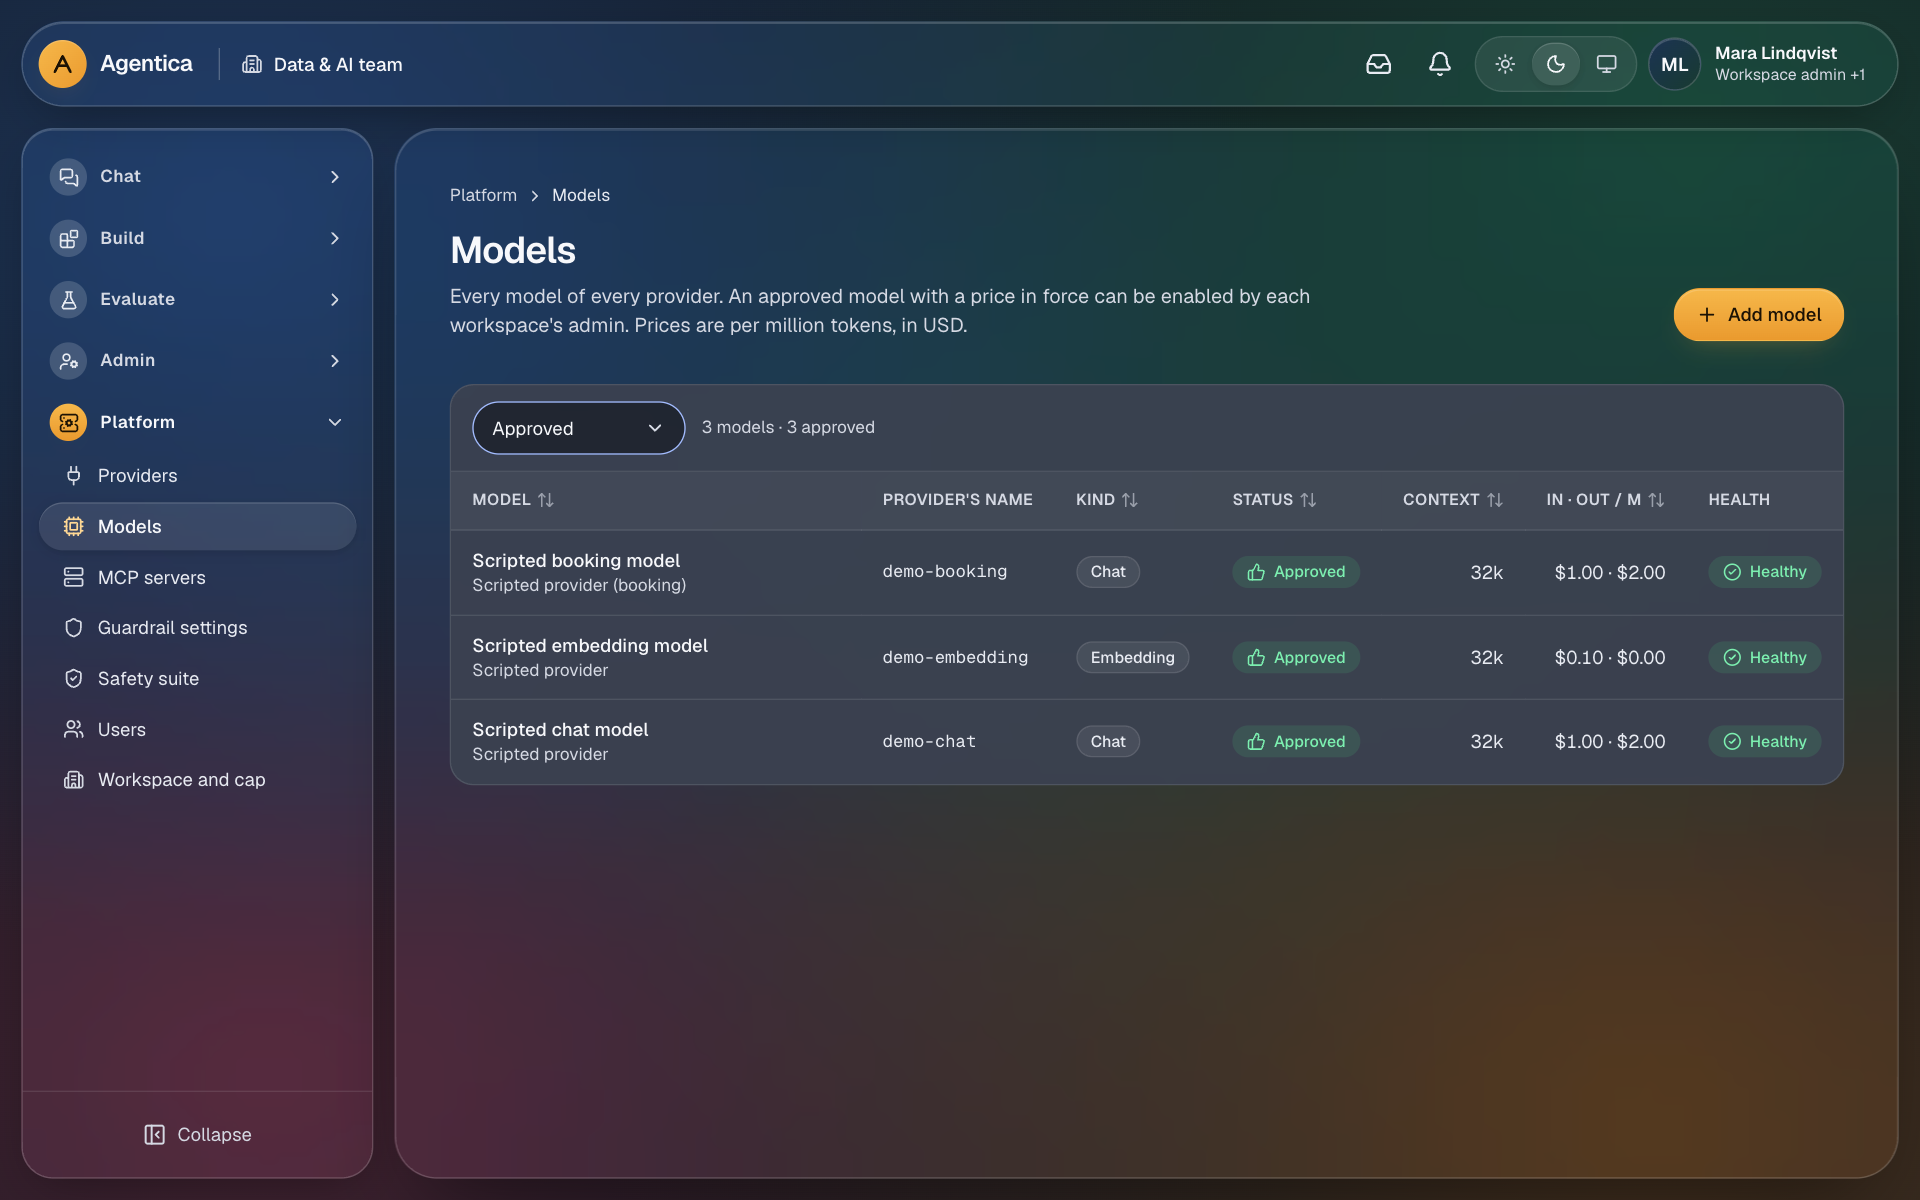 Agentica
Data & AI team
ML
Mara Lindqvist
Workspace admin +1
Chat
Build
Evaluate
Admin
Platform
Providers
Models
MCP servers
Guardrail settings
Safety suite
Users
Workspace and cap
Collapse
Platform > Models
Models
Every model of every provider. An approved model with a price in force can be enabled by each
workspace's admin. Prices are per million tokens, in USD.
+ Add model
Approved
3 models · 3 approved
MODEL PROVIDER'S NAME KIND STATUS CONTEXT IN · OUT / M HEALTH
Scripted booking model
Scripted provider (booking)
demo-booking Chat Approved 32k $1.00 · $2.00 Healthy
Scripted embedding model
Scripted provider
demo-embedding Embedding Approved 32k $0.10 · $0.00 Healthy
Scripted chat model
Scripted provider
demo-chat Chat Approved 32k $1.00 · $2.00 Healthy